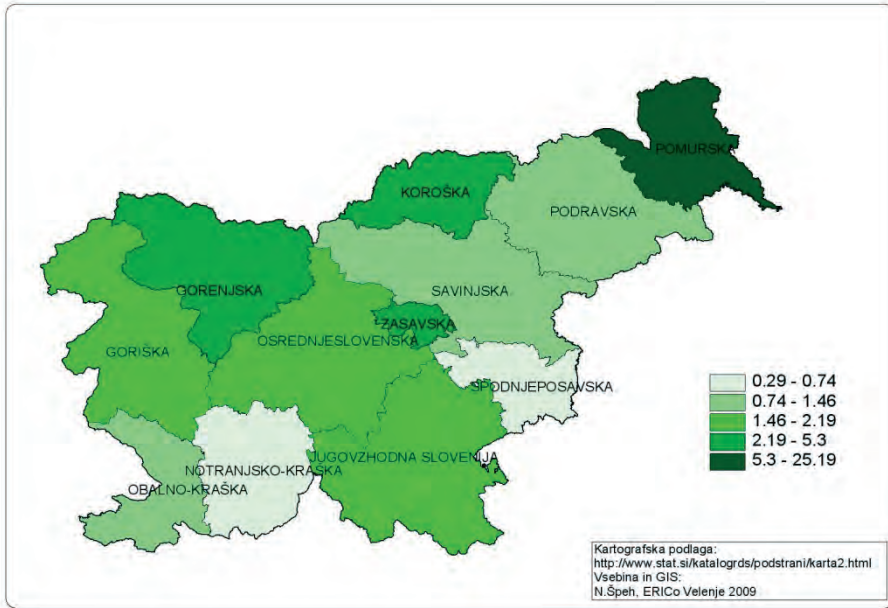 POMURSKA
KOROŠKA
PODRAVSKA
GORENJSKA
SAVINJSKA
ZASAVSKA
OSREDNJESLOVENSKA
GORIŠKA
SPODNJEPOSAVSKA
JUGOVZHODNA SLOVENIJA
NOTRANJSKO-KRAŠKA
OBALNO-KRAŠKA
0.29 - 0.74
0.74 - 1.46
1.46 - 2.19
2.19 - 5.3
5.3 - 25.19
Kartografska podlaga:
http://www.stat.si/katalogrds/podstrani/karta2.html
Vsebina in GIS:
N.Špeh, ERICo Velenje 2009